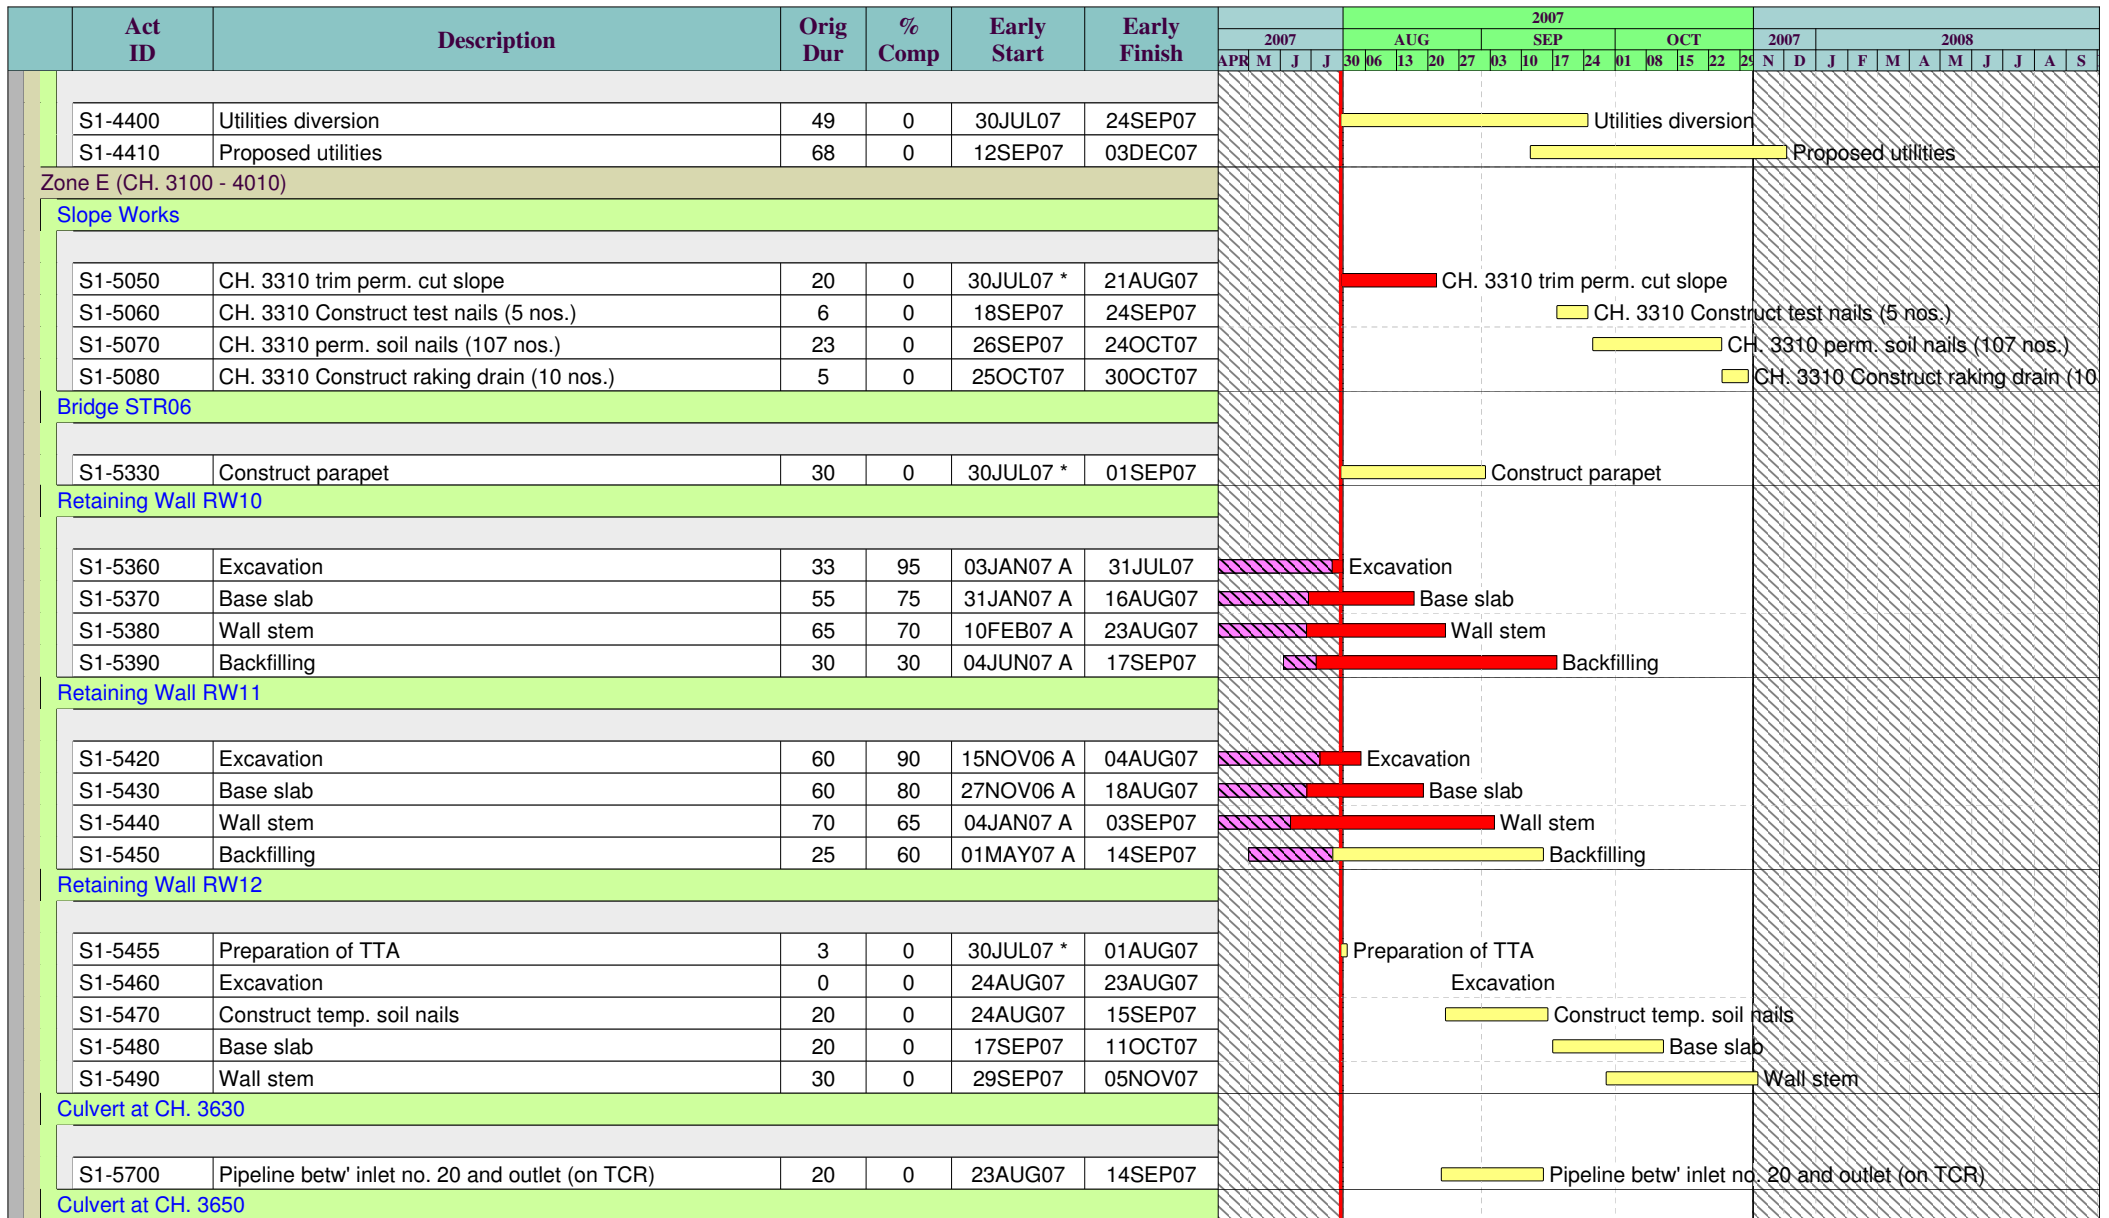 Act ID Description Orig Dur % Comp Early Start Early Finish
2007
2007 AUG SEP OCT 2007 2008
APR M J J 30 06 13 20 27 03 10 17 24 01 08 15 22 29 N D J F M A M J J A S
S1-4400 Utilities diversion 49 0 30JUL07 24SEP07 Utilities diversion
S1-4410 Proposed utilities 68 0 12SEP07 03DEC07 Proposed utilities
Zone E (CH. 3100 - 4010)
Slope Works
S1-5050 CH. 3310 trim perm. cut slope 20 0 30JUL07 * 21AUG07 CH. 3310 trim perm. cut slope
S1-5060 CH. 3310 Construct test nails (5 nos.) 6 0 18SEP07 24SEP07 CH. 3310 Construct test nails (5 nos.)
S1-5070 CH. 3310 perm. soil nails (107 nos.) 23 0 26SEP07 24OCT07 CH. 3310 perm. soil nails (107 nos.)
S1-5080 CH. 3310 Construct raking drain (10 nos.) 5 0 25OCT07 30OCT07 CH. 3310 Construct raking drain (10
Bridge STR06
S1-5330 Construct parapet 30 0 30JUL07 * 01SEP07 Construct parapet
Retaining Wall RW10
S1-5360 Excavation 33 95 03JAN07 A 31JUL07 Excavation
S1-5370 Base slab 55 75 31JAN07 A 16AUG07 Base slab
S1-5380 Wall stem 65 70 10FEB07 A 23AUG07 Wall stem
S1-5390 Backfilling 30 30 04JUN07 A 17SEP07 Backfilling
Retaining Wall RW11
S1-5420 Excavation 60 90 15NOV06 A 04AUG07 Excavation
S1-5430 Base slab 60 80 27NOV06 A 18AUG07 Base slab
S1-5440 Wall stem 70 65 04JAN07 A 03SEP07 Wall stem
S1-5450 Backfilling 25 60 01MAY07 A 14SEP07 Backfilling
Retaining Wall RW12
S1-5455 Preparation of TTA 3 0 30JUL07 * 01AUG07 Preparation of TTA
S1-5460 Excavation 0 0 24AUG07 23AUG07 Excavation
S1-5470 Construct temp. soil nails 20 0 24AUG07 15SEP07 Construct temp. soil nails
S1-5480 Base slab 20 0 17SEP07 11OCT07 Base slab
S1-5490 Wall stem 30 0 29SEP07 05NOV07 Wall stem
Culvert at CH. 3630
S1-5700 Pipeline betw' inlet no. 20 and outlet (on TCR) 20 0 23AUG07 14SEP07 Pipeline betw' inlet no. 20 and outlet (on TCR)
Culvert at CH. 3650